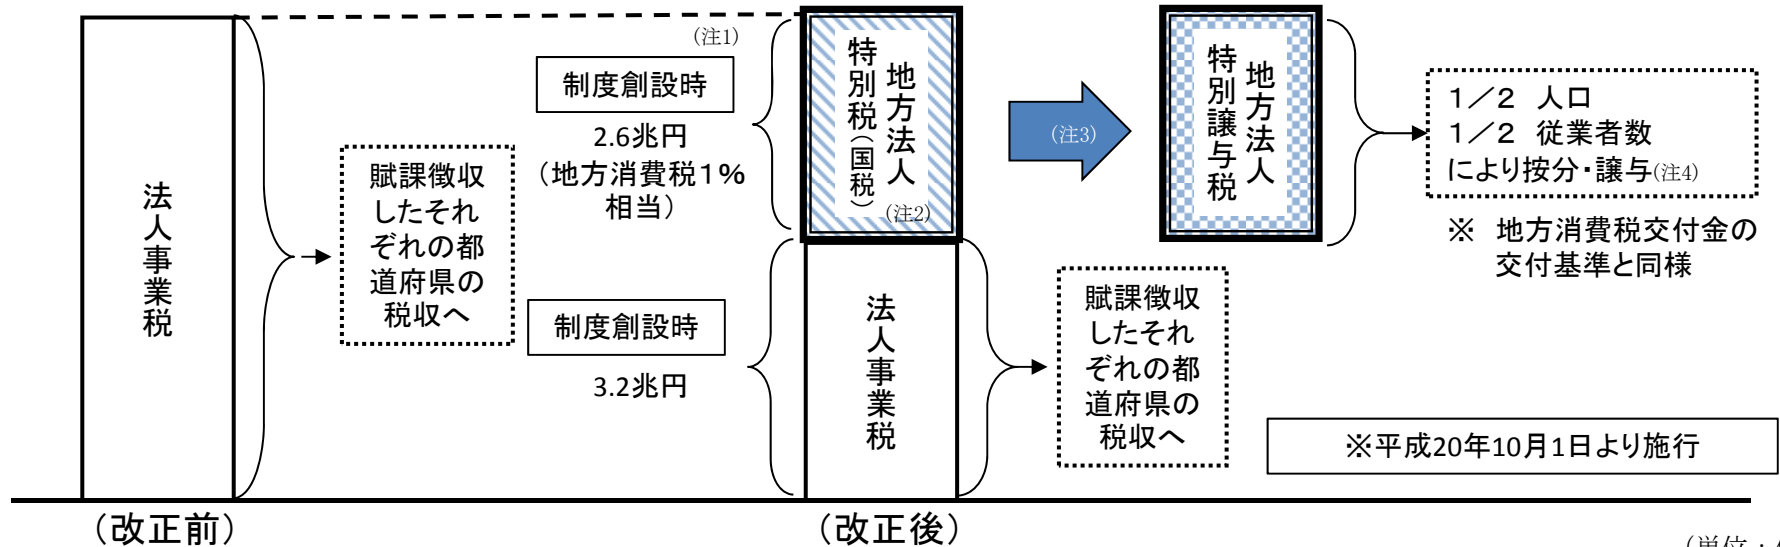 法人事業税
賦課徴収
したそれ
ぞれの都
道府県の
税収へ
(注1)
制度創設時
2.6兆円
（地方消費税１％
相当）
制度創設時
3.2兆円
地方法人
特別税（国税）
(注2)
法人事業税
(注3)
地方法人
特別譲与税
１／２　人口
１／２　従業者数
により按分・譲与(注4)
※　地方消費税交付金の
交付基準と同様
賦課徴収
したそれ
ぞれの都
道府県の
税収へ
※平成20年10月1日より施行
（改正前）
（改正後）
（単位：